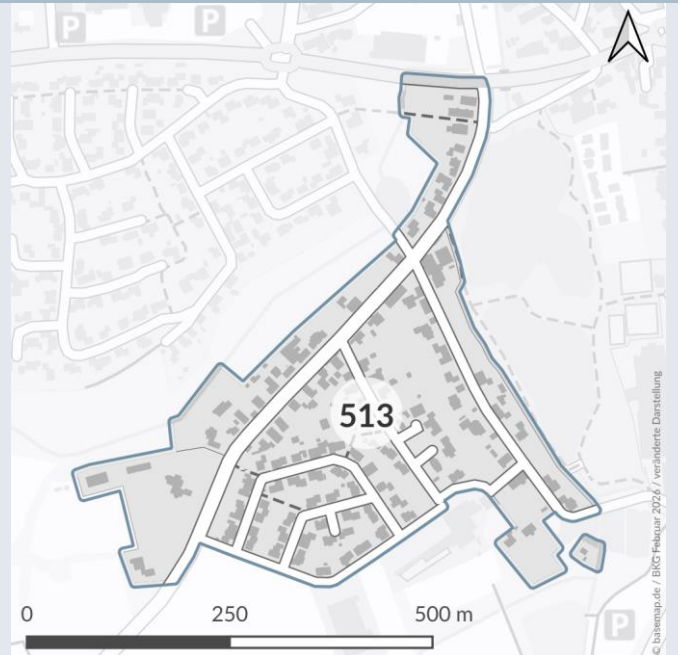 P
P
513
0 250 500 m
P
© basemap.de / BKG Februar 2026 / veränderte Darstellung